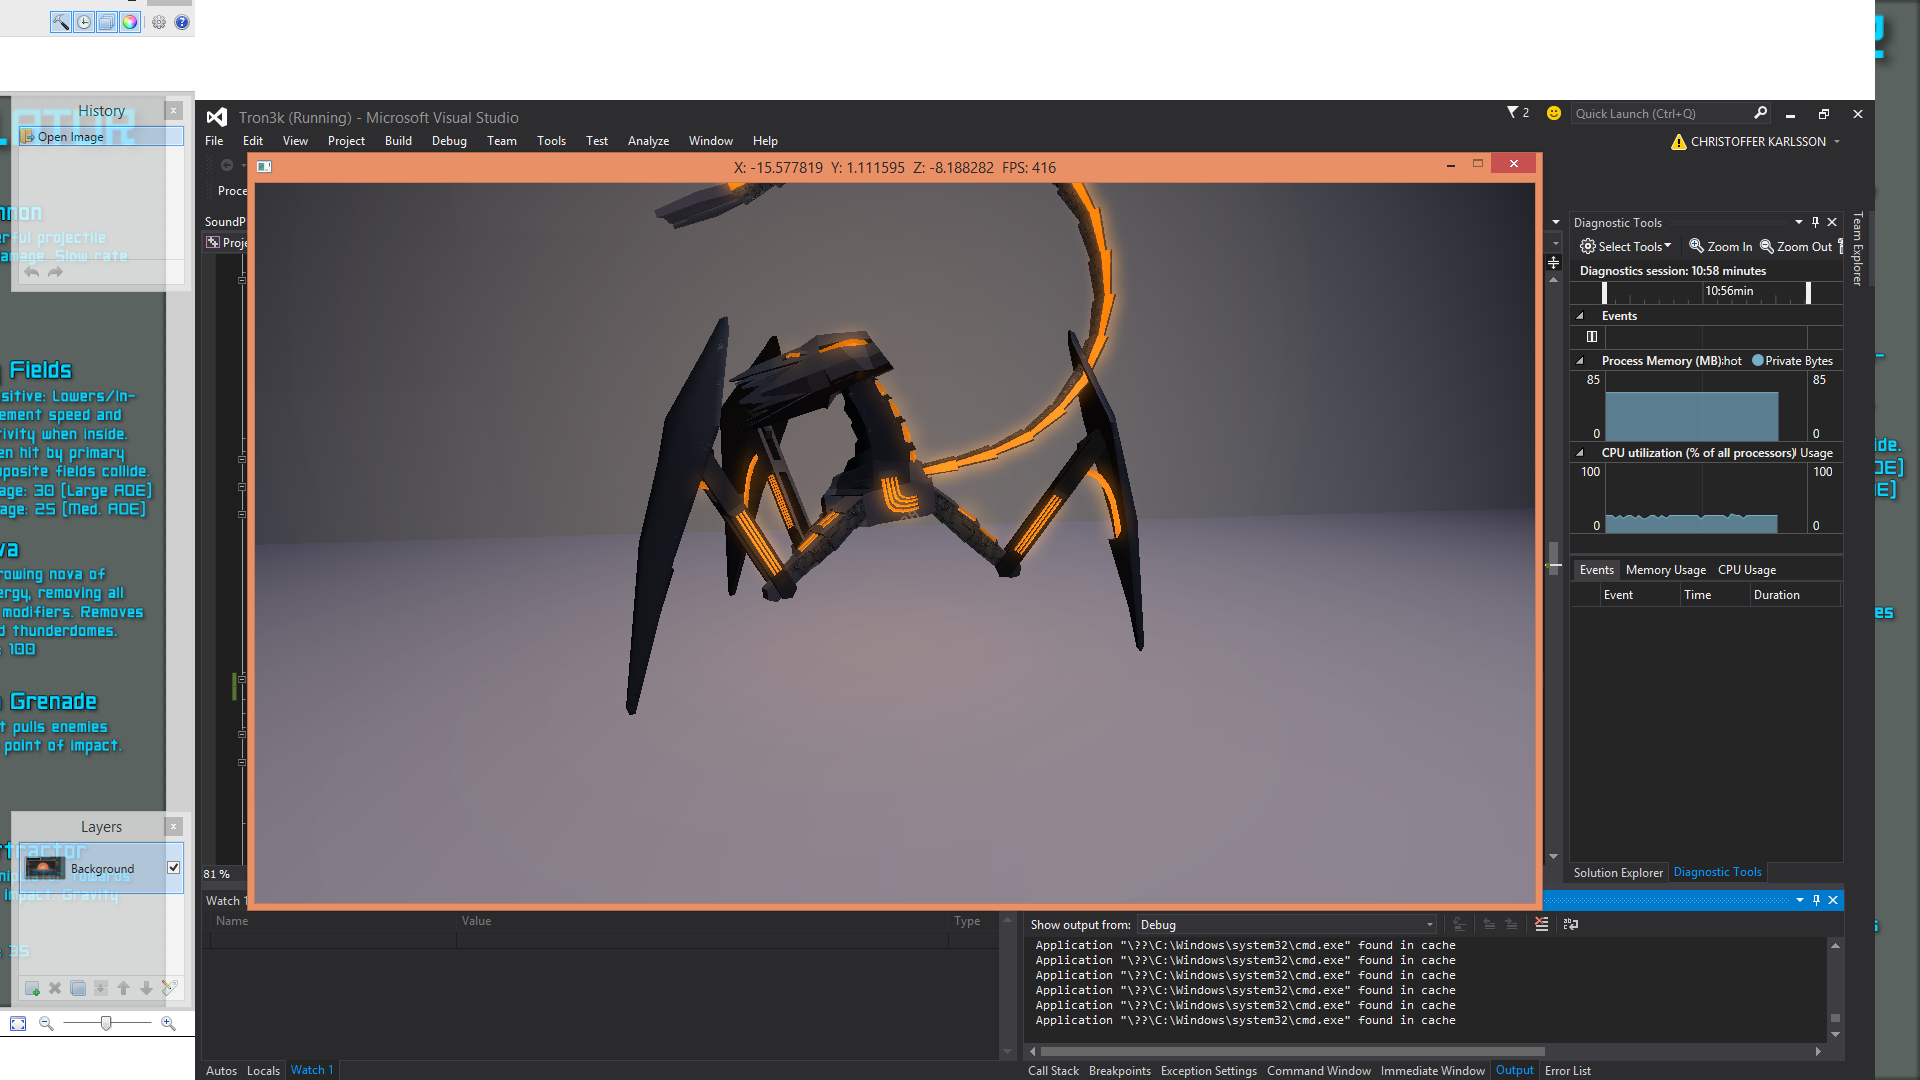 History
Open Image
nnon
erful projectile
amage. Slow rate
Fields
sitive: Lowers/In-
ement speed and
tivity when inside.
en hit by primary
pposite fields collide.
age: 30 [Large AOE]
age: 25 [Med. AOE]
va
rowing nova of
ergy, removing all
modifiers. Removes
d thunderdomes.
: 100
Grenade
t pulls enemies
point of impact.
Layers
Background
impact. Gravity
: 35
Tron3k (Running) - Microsoft Visual Studio
2
Quick Launch (Ctrl+Q)
File Edit View Project Build Debug Team Tools Test Analyze Window Help
CHRISTOFFER KARLSSON
X: -15.577819 Y: 1.111595 Z: -8.188282 FPS: 416
Proce
SoundP
Proje
81 %
Diagnostic Tools
Select Tools Zoom In Zoom Out
Diagnostics session: 10:58 minutes
10:56min
Events
Process Memory (MB) hot Private Bytes
85 85
0 0
CPU utilization (% of all processors) Usage
100 100
0 0
Events Memory Usage CPU Usage
Event Time Duration
Solution Explorer Diagnostic Tools
Team Explorer
Watch 1
Name Value Type
Autos Locals Watch 1
Show output from: Debug
Application "\??\C:\Windows\system32\cmd.exe" found in cache
Application "\??\C:\Windows\system32\cmd.exe" found in cache
Application "\??\C:\Windows\system32\cmd.exe" found in cache
Application "\??\C:\Windows\system32\cmd.exe" found in cache
Application "\??\C:\Windows\system32\cmd.exe" found in cache
Application "\??\C:\Windows\system32\cmd.exe" found in cache
Call Stack Breakpoints Exception Settings Command Window Immediate Window Output Error List